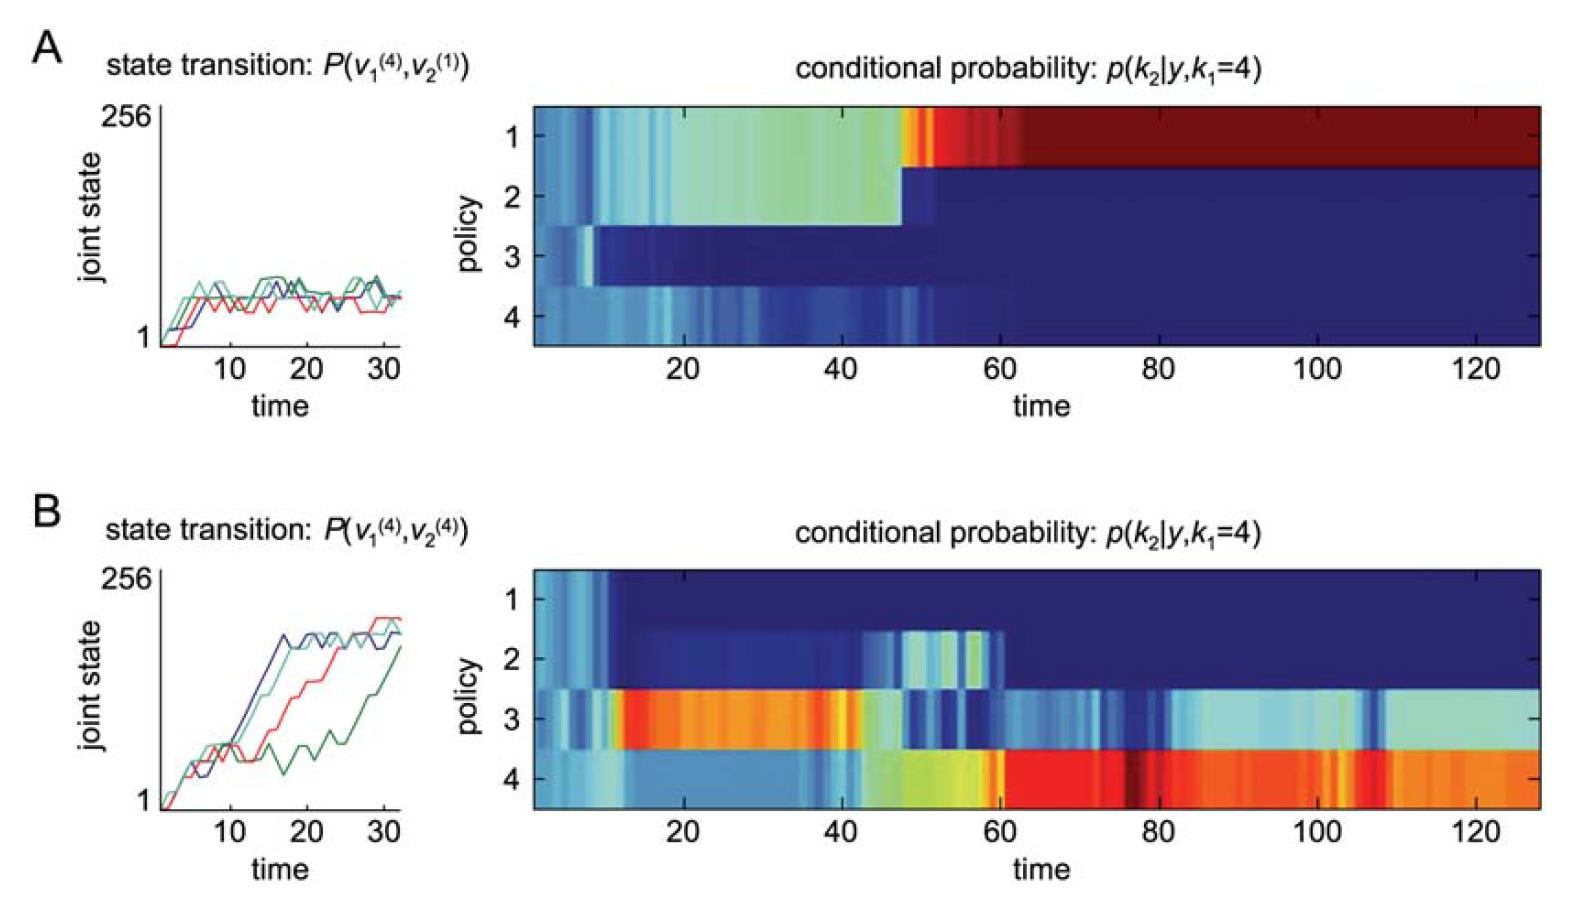 A
state transition: P(v₁⁽⁴⁾,v₂⁽¹⁾)
conditional probability: p(k₂|y,k₁=4)
256
joint state
1
10 20 30
time
policy
1
2
3
4
20 40 60 80 100 120
time
B
state transition: P(v₁⁽⁴⁾,v₂⁽⁴⁾)
conditional probability: p(k₂|y,k₁=4)
256
joint state
1
10 20 30
time
policy
1
2
3
4
20 40 60 80 100 120
time